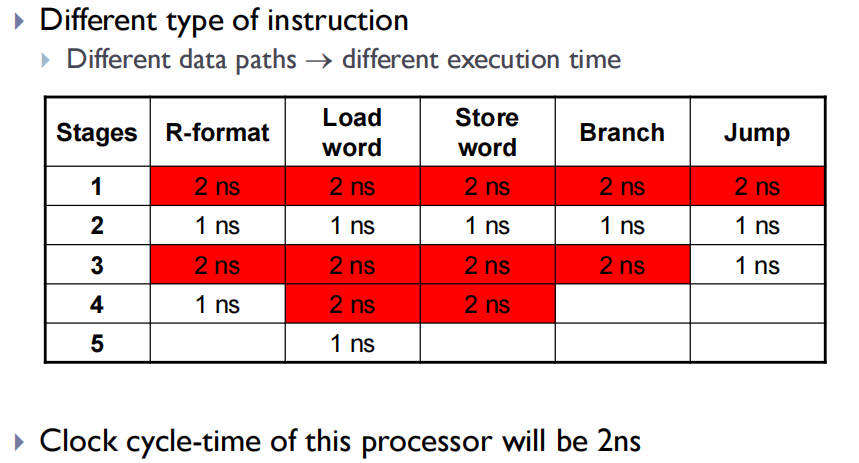 Different type of instruction
Different data paths → different execution time
Stages R-format Load word Store word Branch Jump
1 2 ns 2 ns 2 ns 2 ns 2 ns
2 1 ns 1 ns 1 ns 1 ns 1 ns
3 2 ns 2 ns 2 ns 2 ns 1 ns
4 1 ns 2 ns 2 ns
5 1 ns
Clock cycle-time of this processor will be 2ns